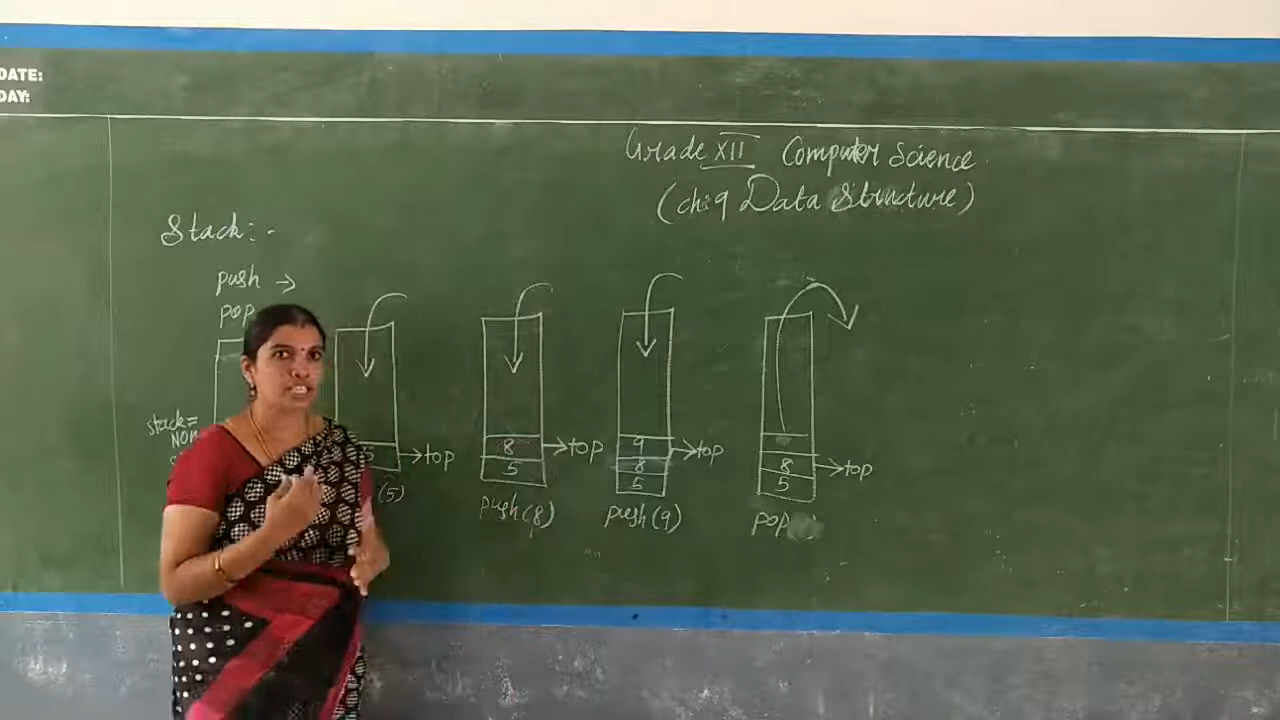 DATE:
DAY:
Grade XII Computer Science
(ch:9 Data Structure)
Stack:-
push →
pop
stack=
5 → top
(5)
8 → top
5
push(8)
9 → top
8
5
push(9)
8 → top
5
pop